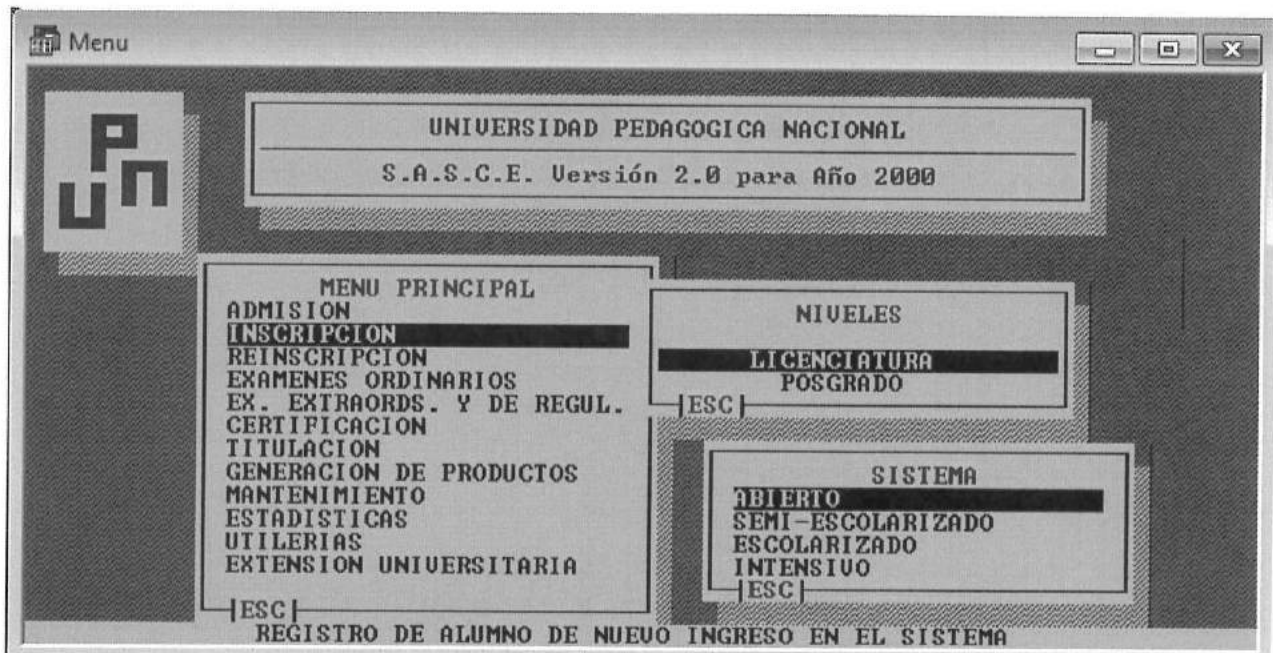 Menu
UPN
UNIVERSIDAD PEDAGOGICA NACIONAL
S.A.S.C.E. Versión 2.0 para Año 2000
MENU PRINCIPAL
ADMISION
INSCRIPCION
REINSCRIPCION
EXAMENES ORDINARIOS
EX. EXTRAORDS. Y DE REGUL.
CERTIFICACION
TITULACION
GENERACION DE PRODUCTOS
MANTENIMIENTO
ESTADISTICAS
UTILERIAS
EXTENSION UNIVERSITARIA
ESC
NIVELES
LICENCIATURA
POSGRADO
ESC
SISTEMA
ABIERTO
SEMI-ESCOLARIZADO
ESCOLARIZADO
INTENSIVO
ESC
REGISTRO DE ALUMNO DE NUEVO INGRESO EN EL SISTEMA